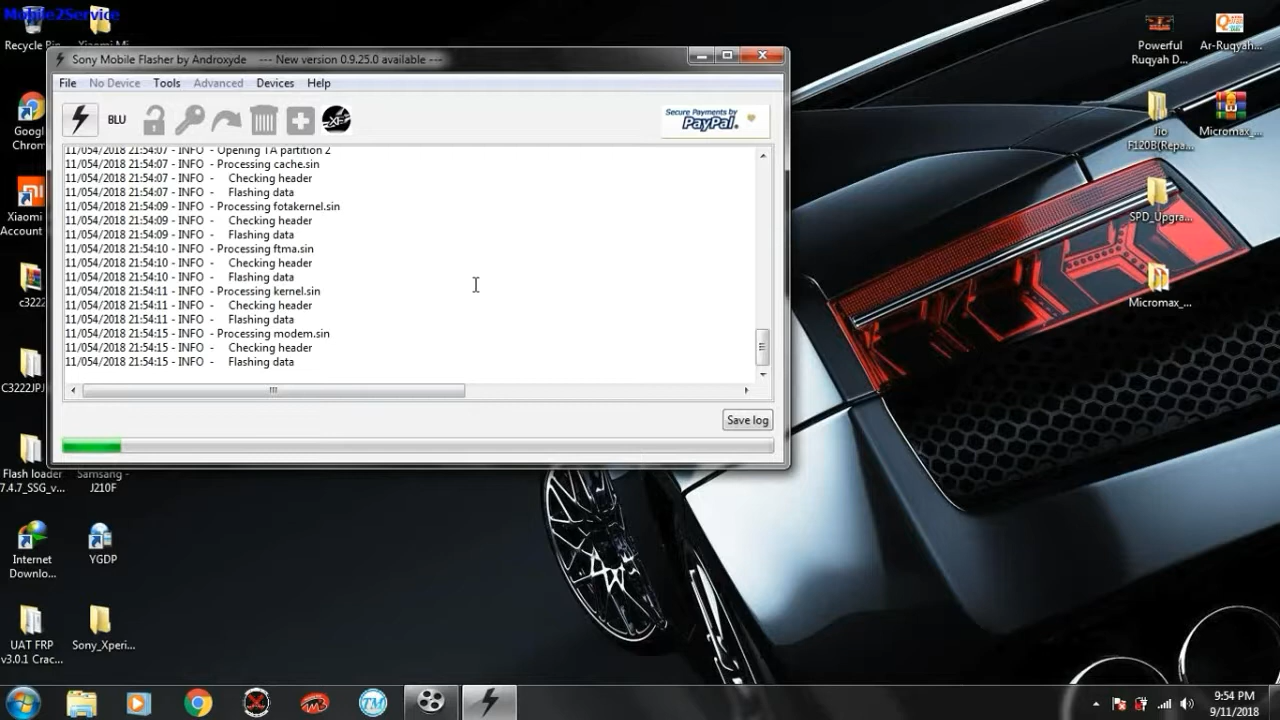 Mobile2Service
Recycle Bin
Xiaomi Mi
Sony Mobile Flasher by Androxyde --- New version 0.9.25.0 available ---
File No Device Tools Advanced Devices Help
BLU
Secure Payments by
PayPal
11/054/2018 21:54:07 - INFO - Opening TA partition 2
11/054/2018 21:54:07 - INFO - Processing cache.sin
11/054/2018 21:54:07 - INFO - Checking header
11/054/2018 21:54:07 - INFO - Flashing data
11/054/2018 21:54:09 - INFO - Processing fotakernel.sin
11/054/2018 21:54:09 - INFO - Checking header
11/054/2018 21:54:09 - INFO - Flashing data
11/054/2018 21:54:10 - INFO - Processing ftma.sin
11/054/2018 21:54:10 - INFO - Checking header
11/054/2018 21:54:10 - INFO - Flashing data
11/054/2018 21:54:11 - INFO - Processing kernel.sin
11/054/2018 21:54:11 - INFO - Checking header
11/054/2018 21:54:11 - INFO - Flashing data
11/054/2018 21:54:15 - INFO - Processing modem.sin
11/054/2018 21:54:15 - INFO - Checking header
11/054/2018 21:54:15 - INFO - Flashing data
Save log
Googl
Chrom
Xiaomi
Account
c3222
C3222JPJ
Flash loader
7.4.7_SSG_v...
Samsang -
J210F
Internet
Downlo...
YGDP
UAT FRP
v3.0.1 Crac...
Sony_Xperi...
Powerful
Ruqyah D...
Ar-Ruqyah...
Jio
F120B(Repa...
Micromax_...
SPD_Upgra...
Micromax_...
9:54 PM
9/11/2018